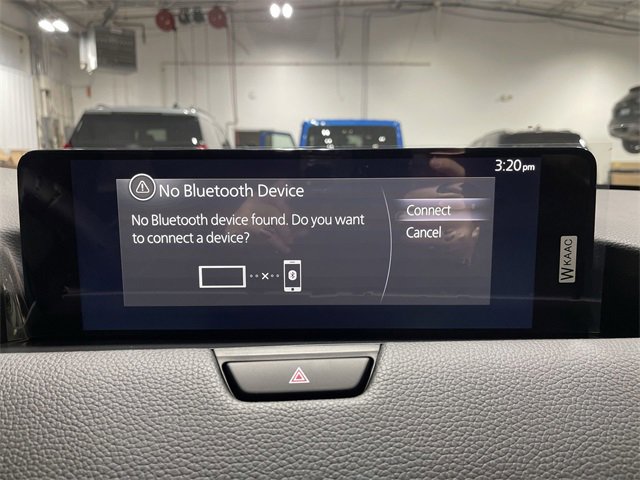 3:20pm
No Bluetooth Device
No Bluetooth device found. Do you want
to connect a device?
Connect
Cancel
WKAAC